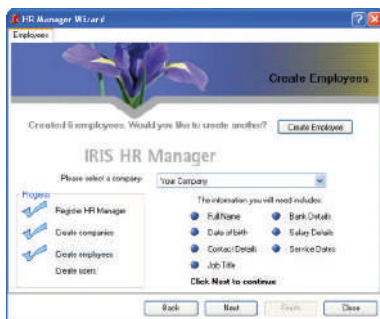 HR Manager Wizard
Employees
Create Employees
Created 6 employees. Would you like to create another?
Create Employee
IRIS HR Manager
Please select a company:
Your Company
Progress
Register HR Manager
Create companies
Create employees
Create users
The information you will need includes:
Full Name
Bank Details
Date of birth
Salary Details
Contact Details
Service Dates
Job Title
Click Next to continue
Back
Next
Finish
Close